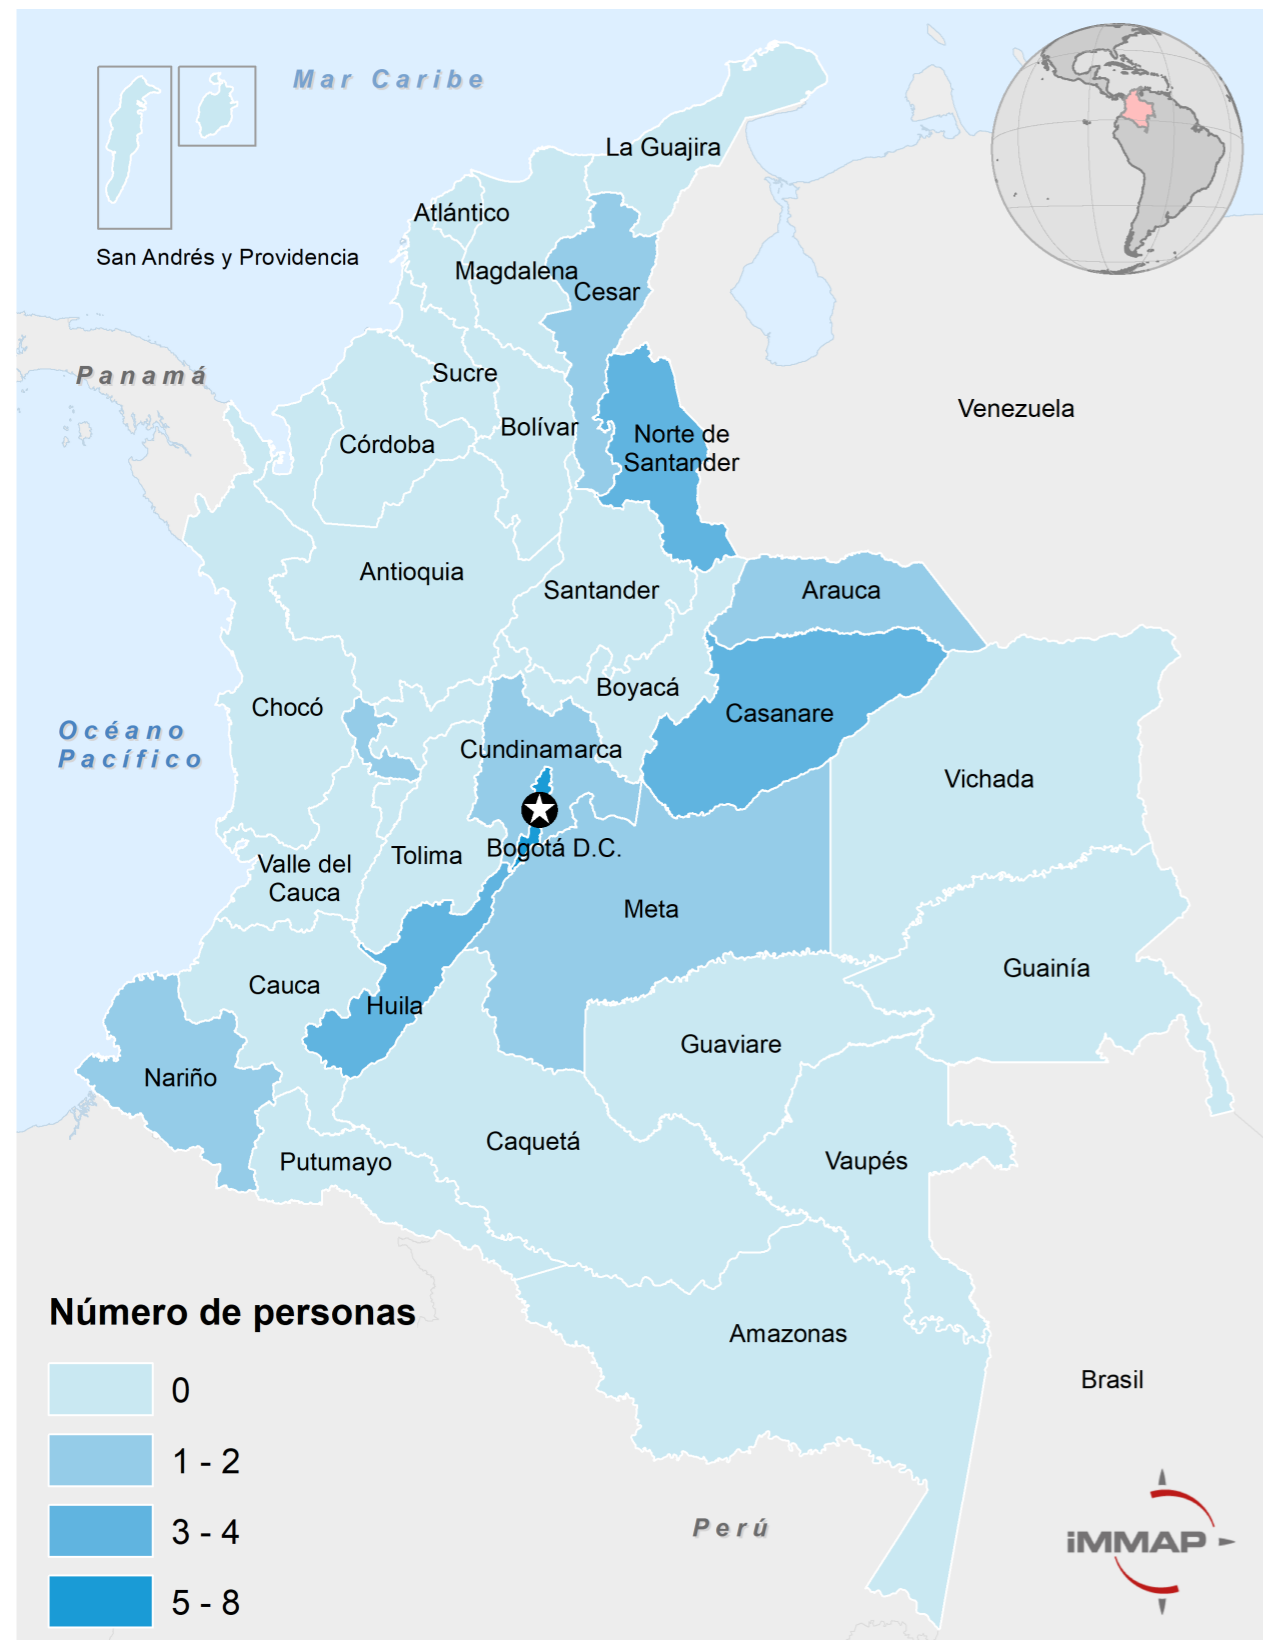 Mar Caribe
La Guajira
Atlántico
San Andrés y Providencia
Magdalena
Cesar
Panamá
Sucre
Venezuela
Bolívar
Córdoba
Norte de
Santander
Antioquia
Santander
Arauca
Boyacá
Chocó
Casanare
Océano
Pacífico
Cundinamarca
Vichada
Bogotá D.C.
Tolima
Valle del
Cauca
Meta
Guainía
Cauca
Huila
Guaviare
Nariño
Caquetá
Putumayo
Vaupés
Número de personas
Amazonas
Brasil
0
1 - 2
3 - 4
5 - 8
Perú
iMMAP